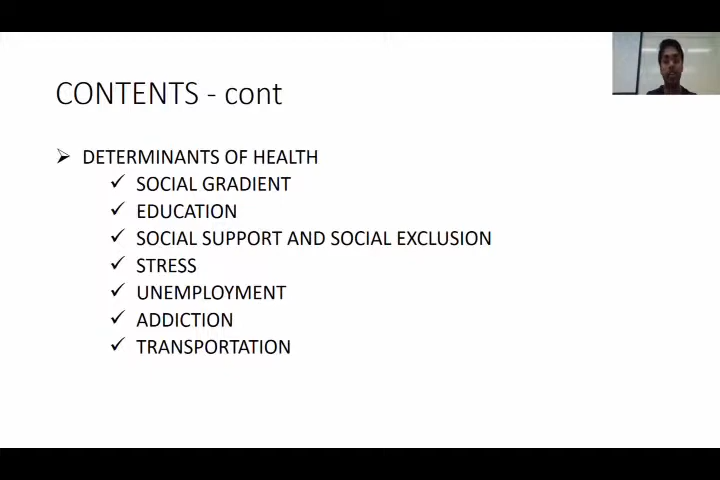 CONTENTS - cont
DETERMINANTS OF HEALTH
SOCIAL GRADIENT
EDUCATION
SOCIAL SUPPORT AND SOCIAL EXCLUSION
STRESS
UNEMPLOYMENT
ADDICTION
TRANSPORTATION